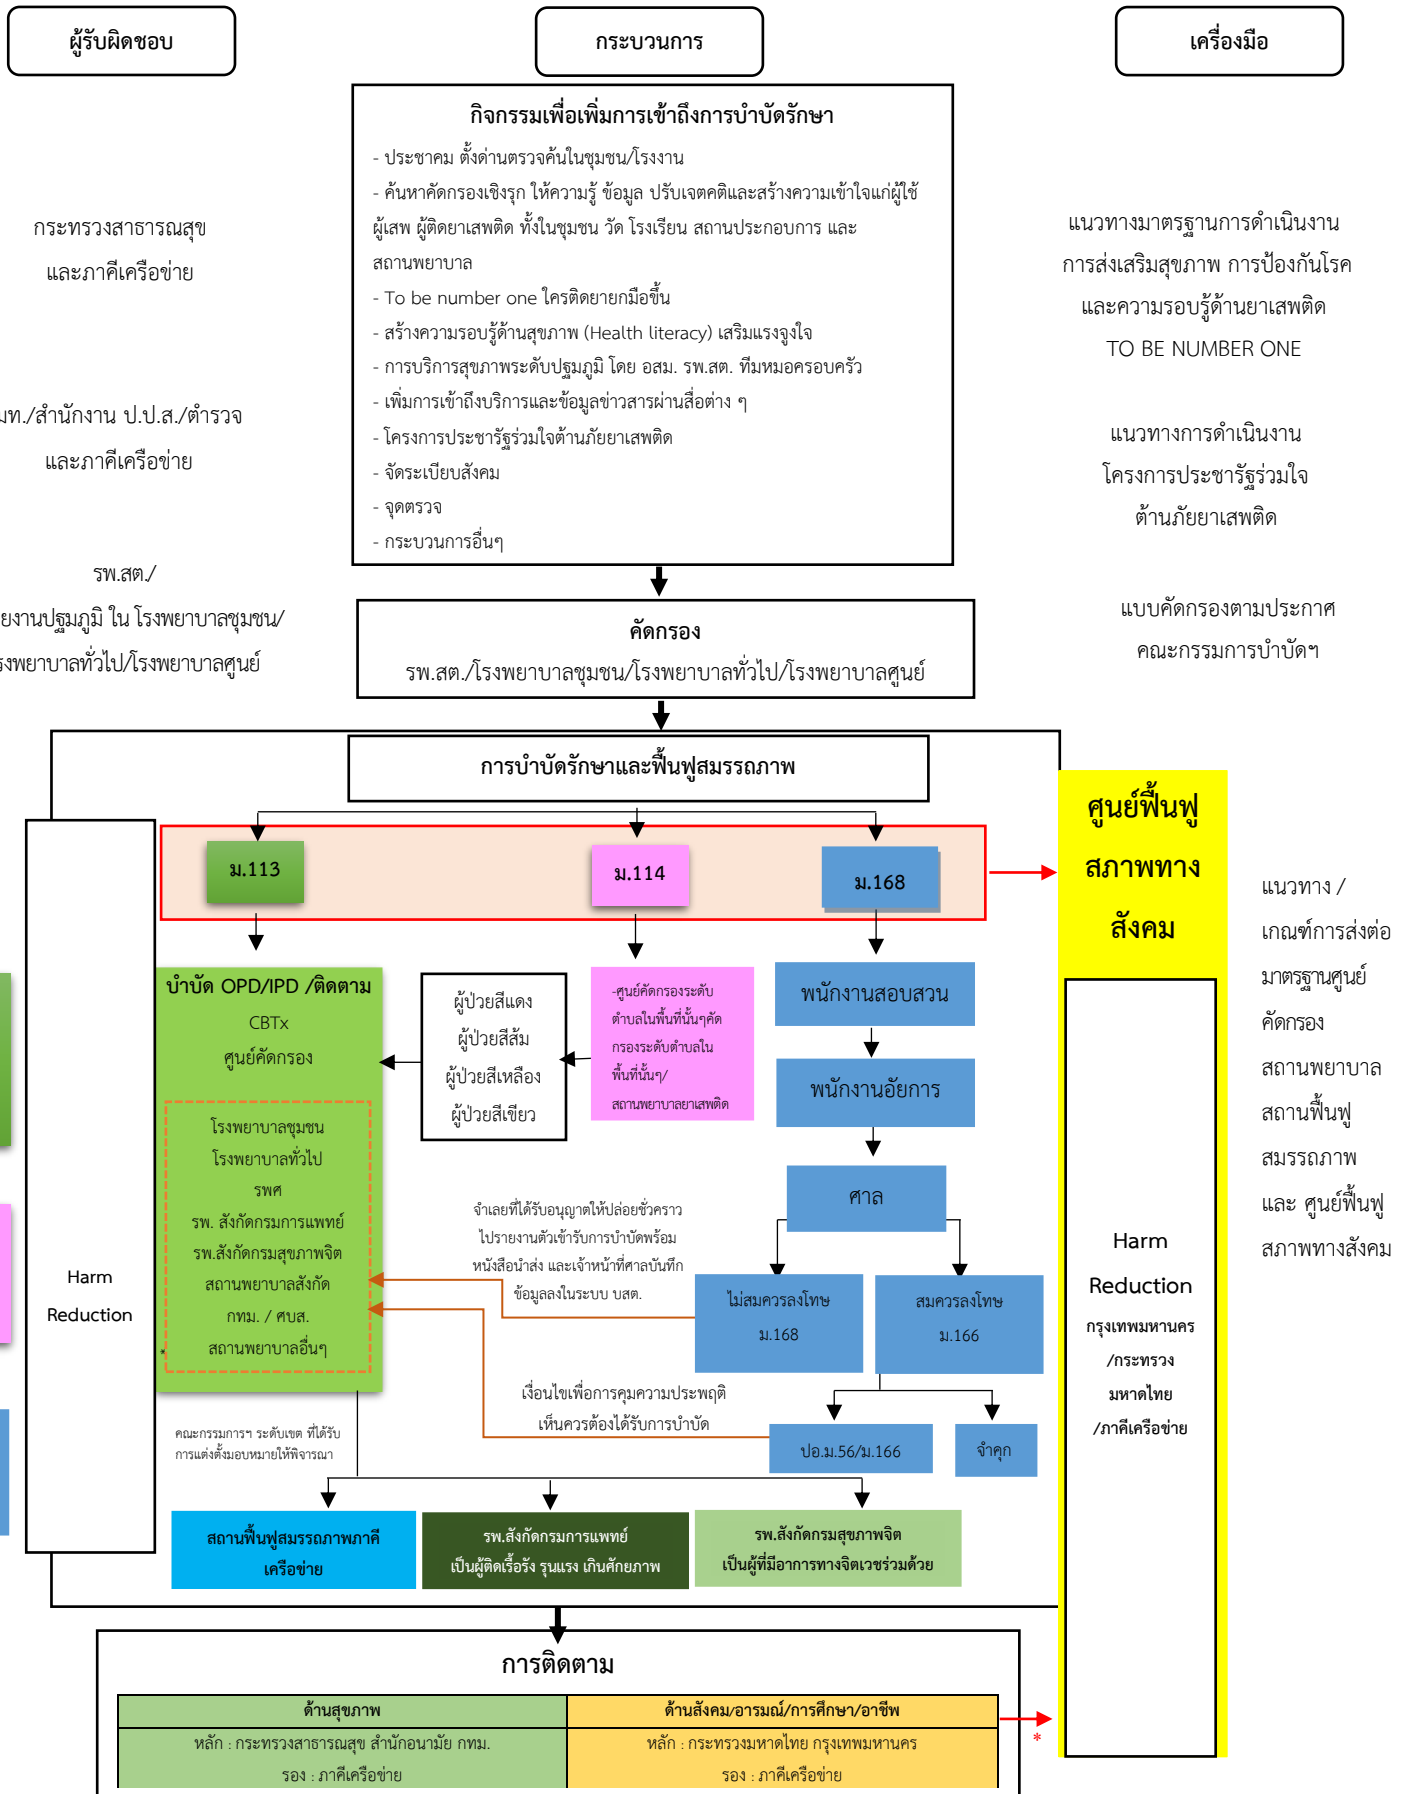 ผู้รับผิดชอบ
กระบวนการ
เครื่องมือ
กิจกรรมเพื่อเพิ่มการเข้าถึงการบำบัดรักษา
- ประชาคม ตั้งด่านตรวจค้นในชุมชน/โรงงาน
- ค้นหาคัดกรองเชิงรุก ให้ความรู้ ข้อมูล ปรับเจตคติและสร้างความเข้าใจแก่ผู้ใช้
ผู้เสพ ผู้ติดยาเสพติด ทั้งในชุมชน วัด โรงเรียน สถานประกอบการ และ
สถานพยาบาล
- To be number one ใครติดยายกมือขึ้น
- สร้างความรอบรู้ด้านสุขภาพ (Health literacy) เสริมแรงจูงใจ
- การบริการสุขภาพระดับปฐมภูมิ โดย อสม. รพ.สต. ทีมหมอครอบครัว
- เพิ่มการเข้าถึงบริการและข้อมูลข่าวสารผ่านสื่อต่าง ๆ
- โครงการประชารัฐร่วมใจต้านภัยยาเสพติด
- จัดระเบียบสังคม
- จุดตรวจ
- กระบวนการอื่นๆ
กระทรวงสาธารณสุข
และภาคีเครือข่าย
มท./สำนักงาน ป.ป.ส./ตำรวจ
และภาคีเครือข่าย
รพ.สต./
ยงานปฐมภูมิ ใน โรงพยาบาลชุมชน/
รงพยาบาลทั่วไป/โรงพยาบาลศูนย์
แนวทางมาตรฐานการดำเนินงาน
การส่งเสริมสุขภาพ การป้องกันโรค
และความรอบรู้ด้านยาเสพติด
TO BE NUMBER ONE
แนวทางการดำเนินงาน
โครงการประชารัฐร่วมใจ
ต้านภัยยาเสพติด
แบบคัดกรองตามประกาศ
คณะกรรมการบำบัดฯ
คัดกรอง
รพ.สต./โรงพยาบาลชุมชน/โรงพยาบาลทั่วไป/โรงพยาบาลศูนย์
การบำบัดรักษาและฟื้นฟูสมรรถภาพ
ม.113
ม.114
ม.168
ศูนย์ฟื้นฟู
สภาพทาง
สังคม
แนวทาง /
เกณฑ์การส่งต่อ
มาตรฐานศูนย์
คัดกรอง
สถานพยาบาล
สถานฟื้นฟู
สมรรถภาพ
และ ศูนย์ฟื้นฟู
สภาพทางสังคม
Harm
Reduction
บำบัด OPD/IPD /ติดตาม
CBTx
ศูนย์คัดกรอง
โรงพยาบาลชุมชน
โรงพยาบาลทั่วไป
รพศ
รพ. สังกัดกรมการแพทย์
รพ.สังกัดกรมสุขภาพจิต
สถานพยาบาลสังกัด
กทม. / ศบส.
สถานพยาบาลอื่นๆ
*
ผู้ป่วยสีแดง
ผู้ป่วยสีส้ม
ผู้ป่วยสีเหลือง
ผู้ป่วยสีเขียว
-ศูนย์คัดกรองระดับ
ตำบลในพื้นที่นั้นๆคัด
กรองระดับตำบลใน
พื้นที่นั้นๆ/
สถานพยาบาลยาเสพติด
พนักงานสอบสวน
พนักงานอัยการ
ศาล
จำเลยที่ได้รับอนุญาตให้ปล่อยชั่วคราว
ไปรายงานตัวเข้ารับการบำบัดพร้อม
หนังสือนำส่ง และเจ้าหน้าที่ศาลบันทึก
ข้อมูลลงในระบบ บสต.
ไม่สมควรลงโทษ
ม.168
สมควรลงโทษ
ม.166
เงื่อนไขเพื่อการคุมความประพฤติ
เห็นควรต้องได้รับการบำบัด
ปอ.ม.56/ม.166
จำคุก
คณะกรรมการฯ ระดับเขต ที่ได้รับ
การแต่งตั้งมอบหมายให้พิจารณา
สถานฟื้นฟูสมรรถภาพภาคี
เครือข่าย
รพ.สังกัดกรมการแพทย์
เป็นผู้ติดเรื้อรัง รุนแรง เกินศักยภาพ
รพ.สังกัดกรมสุขภาพจิต
เป็นผู้ที่มีอาการทางจิตเวชร่วมด้วย
Harm
Reduction
กรุงเทพมหานคร
/กระทรวง
มหาดไทย
/ภาคีเครือข่าย
การติดตาม
ด้านสุขภาพ
ด้านสังคม/อารมณ์/การศึกษา/อาชีพ
หลัก : กระทรวงสาธารณสุข สำนักอนามัย กทม.
หลัก : กระทรวงมหาดไทย กรุงเทพมหานคร
รอง : ภาคีเครือข่าย
รอง : ภาคีเครือข่าย
*